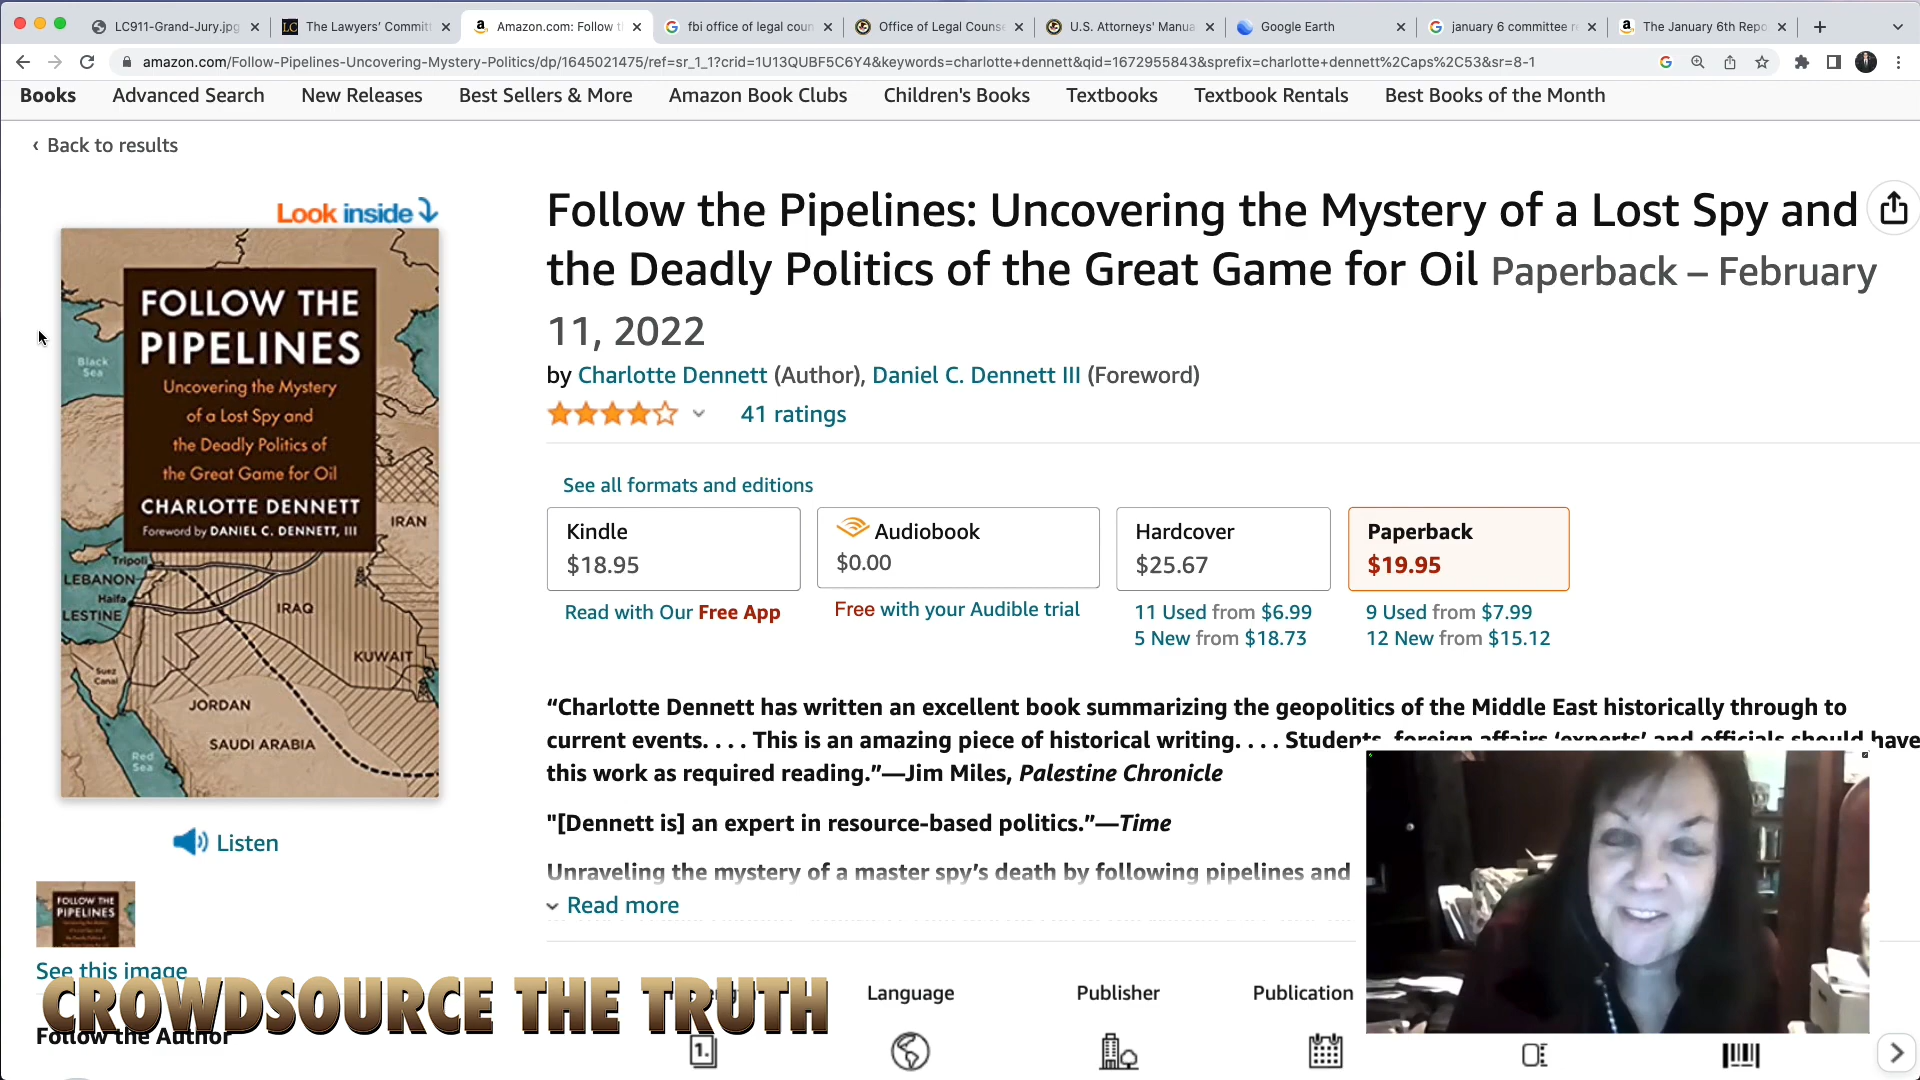 LC911-Grand-Jury.jpg
The Lawyers' Committ
Amazon.com: Follow t
fbi office of legal coun
Office of Legal Counse
U.S. Attorneys' Manua
Google Earth
january 6 committee r
The January 6th Repo
amazon.com/Follow-Pipelines-Uncovering-Mystery-Politics/dp/1645021475/ref=sr_1_1?crid=1U13QUBF5C6Y4&keywords=charlotte+dennett&qid=1672955843&sprefix=charlotte+dennett%2Caps%2C53&sr=8-1
Books Advanced Search New Releases Best Sellers & More Amazon Book Clubs Children's Books Textbooks Textbook Rentals Best Books of the Month
‹ Back to results
Look inside
FOLLOW THE
PIPELINES
Uncovering the Mystery
of a Lost Spy and
the Deadly Politics of
the Great Game for Oil
CHARLOTTE DENNETT
Foreword by DANIEL C. DENNETT, III
Black
Sea
IRAN
Tripoli
LEBANON
Haifa
LESTINE
IRAQ
Suez
Canal
KUWAIT
JORDAN
SAUDI ARABIA
Red
Sea
Listen
FOLLOW THE
PIPELINES
See this image
Follow the Author
Follow the Pipelines: Uncovering the Mystery of a Lost Spy and
the Deadly Politics of the Great Game for Oil Paperback – February
11, 2022
by Charlotte Dennett (Author), Daniel C. Dennett III (Foreword)
41 ratings
See all formats and editions
Kindle
$18.95
Read with Our Free App
Audiobook
$0.00
Free with your Audible trial
Hardcover
$25.67
11 Used from $6.99
5 New from $18.73
Paperback
$19.95
9 Used from $7.99
12 New from $15.12
“Charlotte Dennett has written an excellent book summarizing the geopolitics of the Middle East historically through to
current events. . . . This is an amazing piece of historical writing. . . . Students, foreign affairs ‘experts’ and officials should have
this work as required reading.”—Jim Miles, Palestine Chronicle
"[Dennett is] an expert in resource-based politics.”—Time
Unraveling the mystery of a master spy’s death by following pipelines and
Read more
Language
Publisher
Publication
1.
CROWDSOURCE THE TRUTH